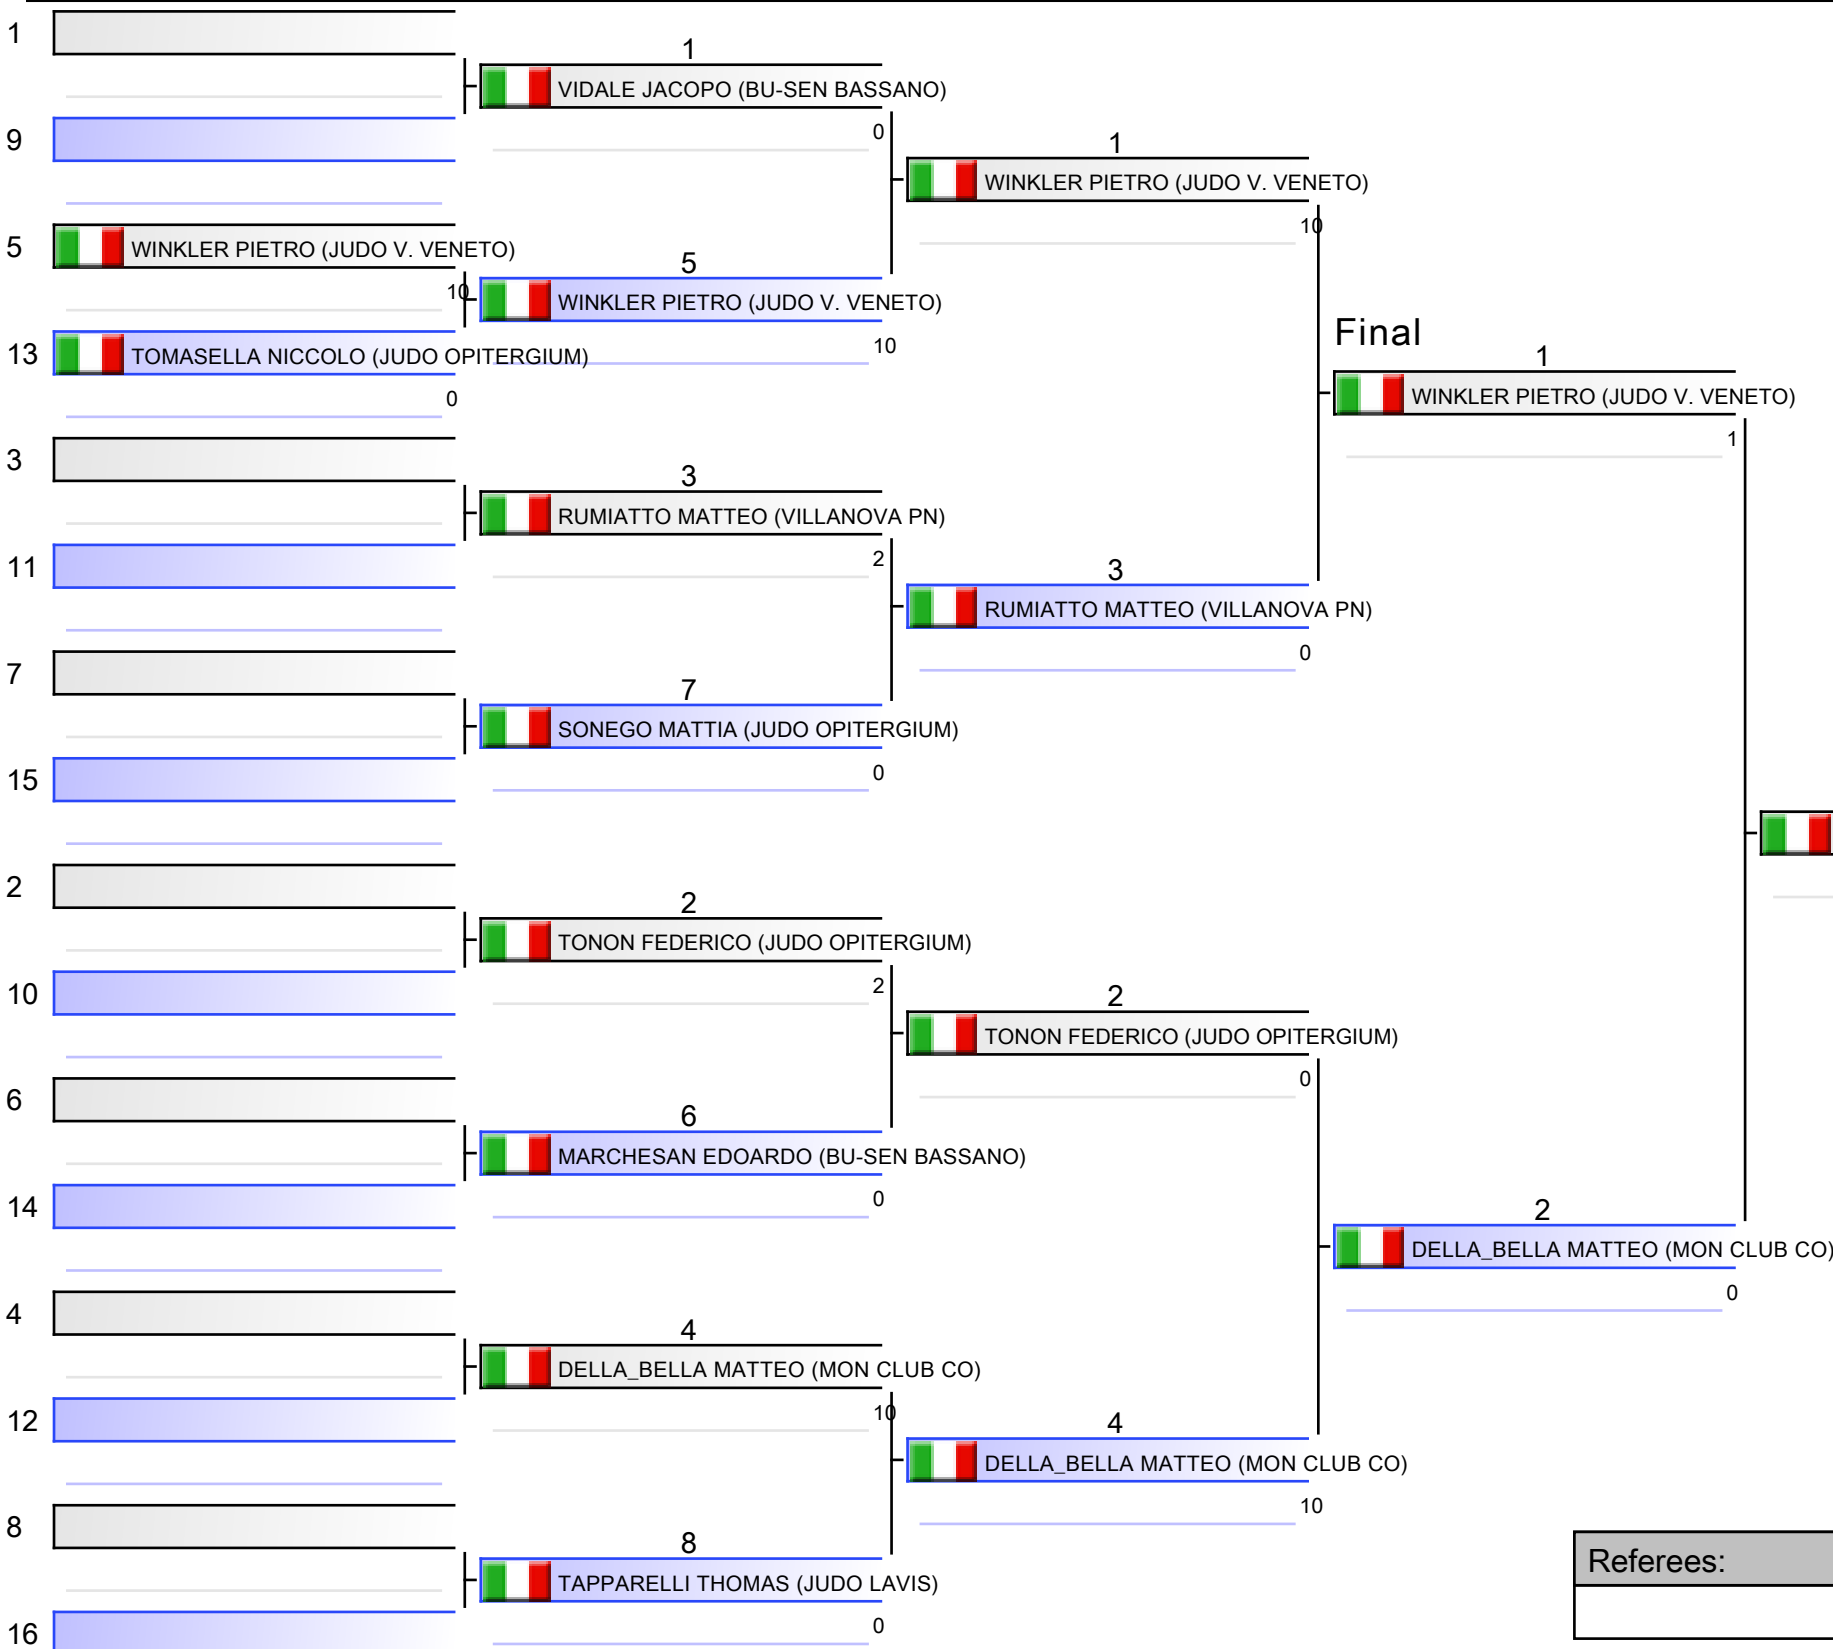 1
1
VIDALE JACOPO (BU-SEN BASSANO)
0
9
1
WINKLER PIETRO (JUDO V. VENETO)
10
5
WINKLER PIETRO (JUDO V. VENETO)
10
5
WINKLER PIETRO (JUDO V. VENETO)
10
13
TOMASELLA NICCOLO (JUDO OPITERGIUM)
0
Final
1
WINKLER PIETRO (JUDO V. VENETO)
1
3
3
RUMIATTO MATTEO (VILLANOVA PN)
2
11
3
RUMIATTO MATTEO (VILLANOVA PN)
0
7
7
SONEGO MATTIA (JUDO OPITERGIUM)
0
15
2
2
TONON FEDERICO (JUDO OPITERGIUM)
2
10
2
TONON FEDERICO (JUDO OPITERGIUM)
0
6
6
MARCHESAN EDOARDO (BU-SEN BASSANO)
0
14
2
DELLA_BELLA MATTEO (MON CLUB CO)
0
4
4
DELLA_BELLA MATTEO (MON CLUB CO)
10
12
4
DELLA_BELLA MATTEO (MON CLUB CO)
10
8
8
TAPPARELLI THOMAS (JUDO LAVIS)
0
16
Referees: